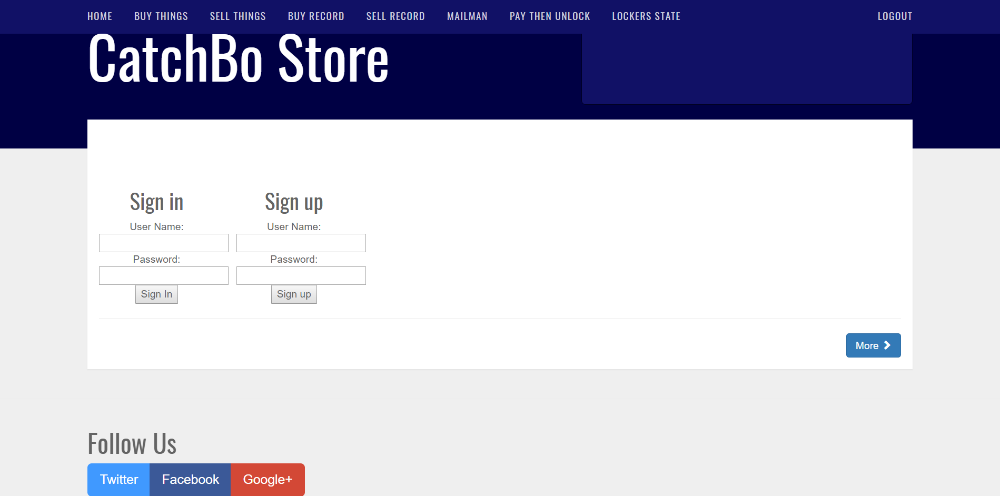 HOME BUY THINGS SELL THINGS BUY RECORD SELL RECORD MAILMAN PAY THEN UNLOCK LOCKERS STATE LOGOUT
CatchBo Store
Sign in Sign up
User Name: User Name:
Password: Password:
Sign In Sign up
More
Follow Us
Twitter Facebook Google+